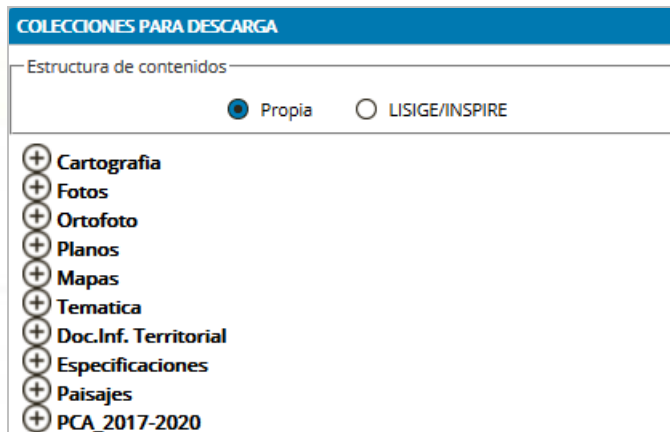 COLECCIONES PARA DESCARGA
Estructura de contenidos
Propia LISIGE/INSPIRE
Cartografia
Fotos
Ortofoto
Planos
Mapas
Tematica
Doc.Inf. Territorial
Especificaciones
Paisajes
PCA_2017-2020